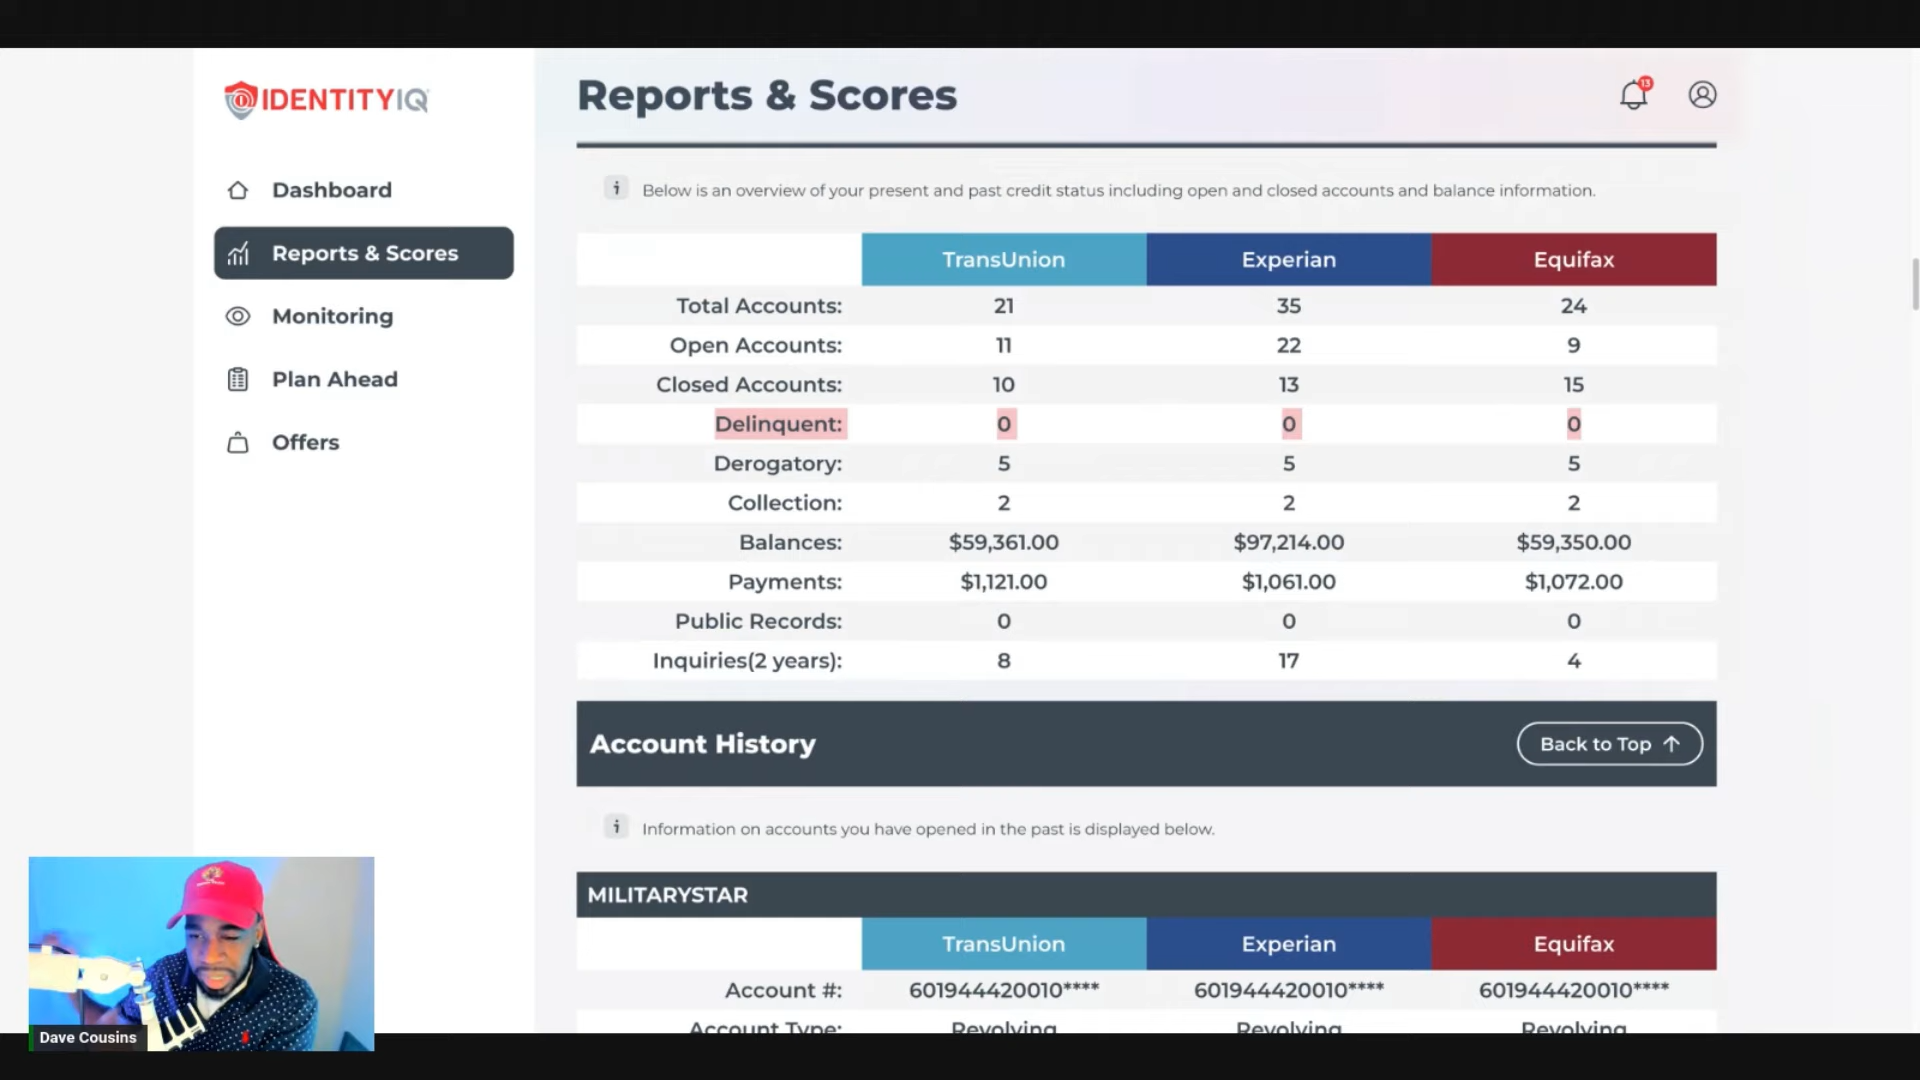 IDENTITYIQ
Reports & Scores
13
Dashboard
Reports & Scores
Monitoring
Plan Ahead
Offers
Below is an overview of your present and past credit status including open and closed accounts and balance information.
TransUnion Experian Equifax
Total Accounts: 21 35 24
Open Accounts: 11 22 9
Closed Accounts: 10 13 15
Delinquent: 0 0 0
Derogatory: 5 5 5
Collection: 2 2 2
Balances: $59,361.00 $97,214.00 $59,350.00
Payments: $1,121.00 $1,061.00 $1,072.00
Public Records: 0 0 0
Inquiries(2 years): 8 17 4
Account History
Back to Top ↑
Information on accounts you have opened in the past is displayed below.
MILITARYSTAR
TransUnion Experian Equifax
Account #: 601944420010**** 601944420010**** 601944420010****
Account Type: Revolving Revolving Revolving
Dave Cousins